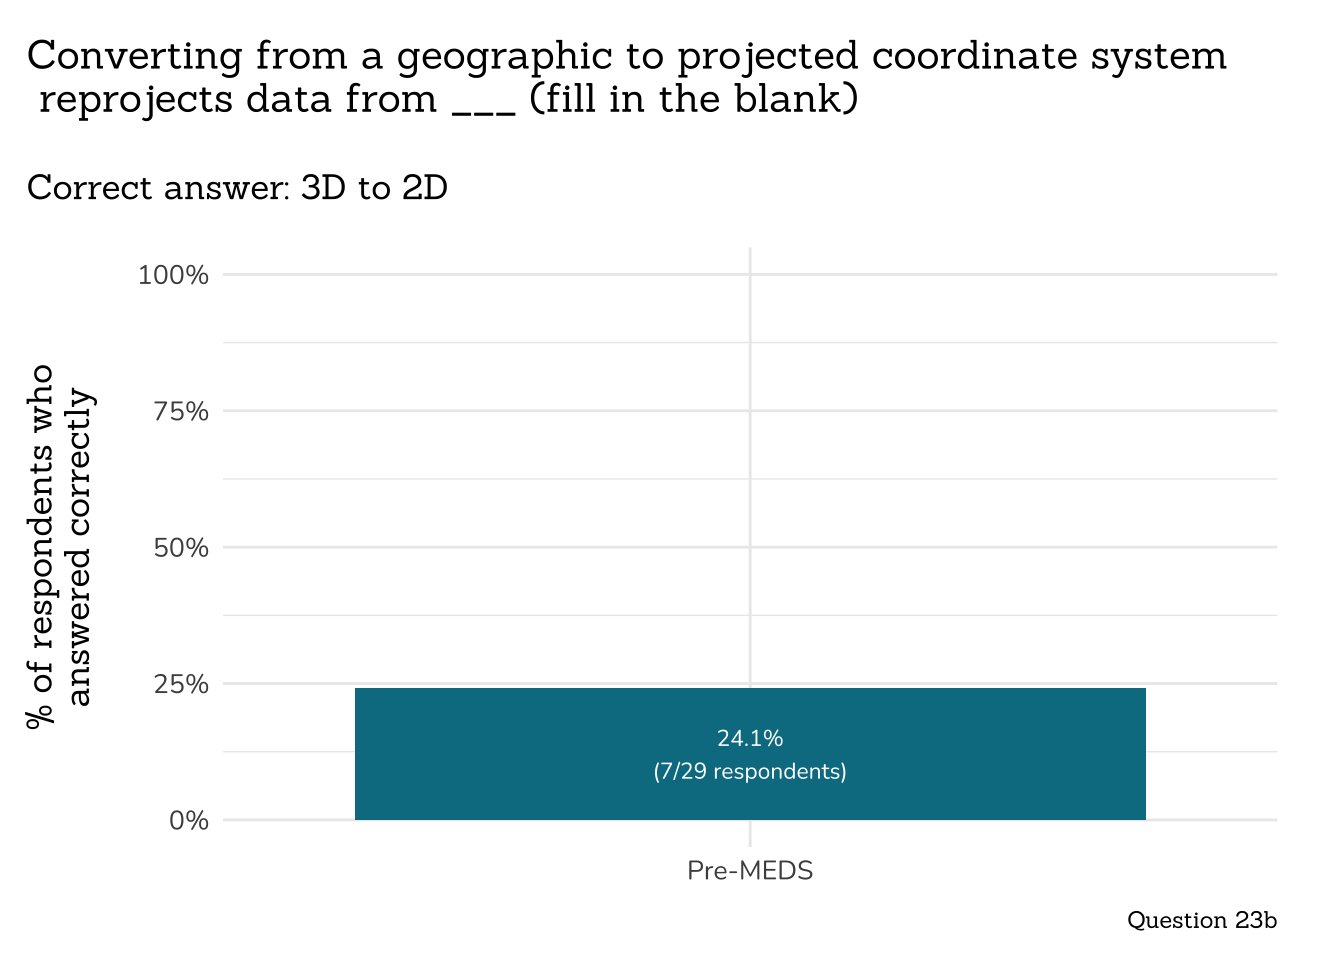 Converting from a geographic to projected coordinate system
reprojects data from ___ (fill in the blank)
Correct answer: 3D to 2D
% of respondents who
answered correctly
100%
75%
50%
25%
0%
24.1%
(7/29 respondents)
Pre-MEDS
Question 23b